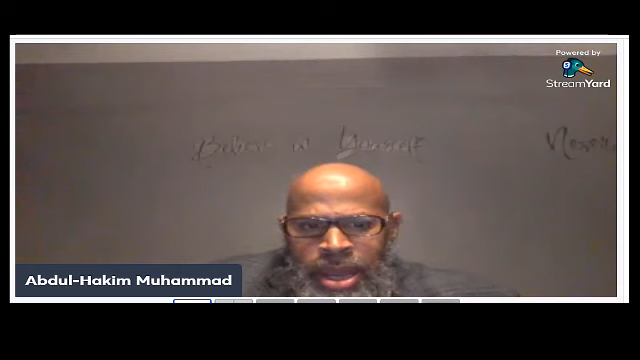 Powered by
StreamYard
Believe in Yourself
Abdul-Hakim Muhammad